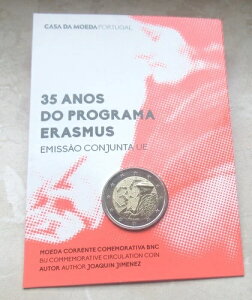 CASA DA MOEDA PORTUGAL
35 ANOS
DO PROGRAMA
ERASMUS
EMISSÃO CONJUNTA UE
MOEDA CORRENTE COMEMORATIVA BNC
BU COMMEMORATIVE CIRCULATION COIN
AUTOR AUTHOR JOAQUIN JIMENEZ